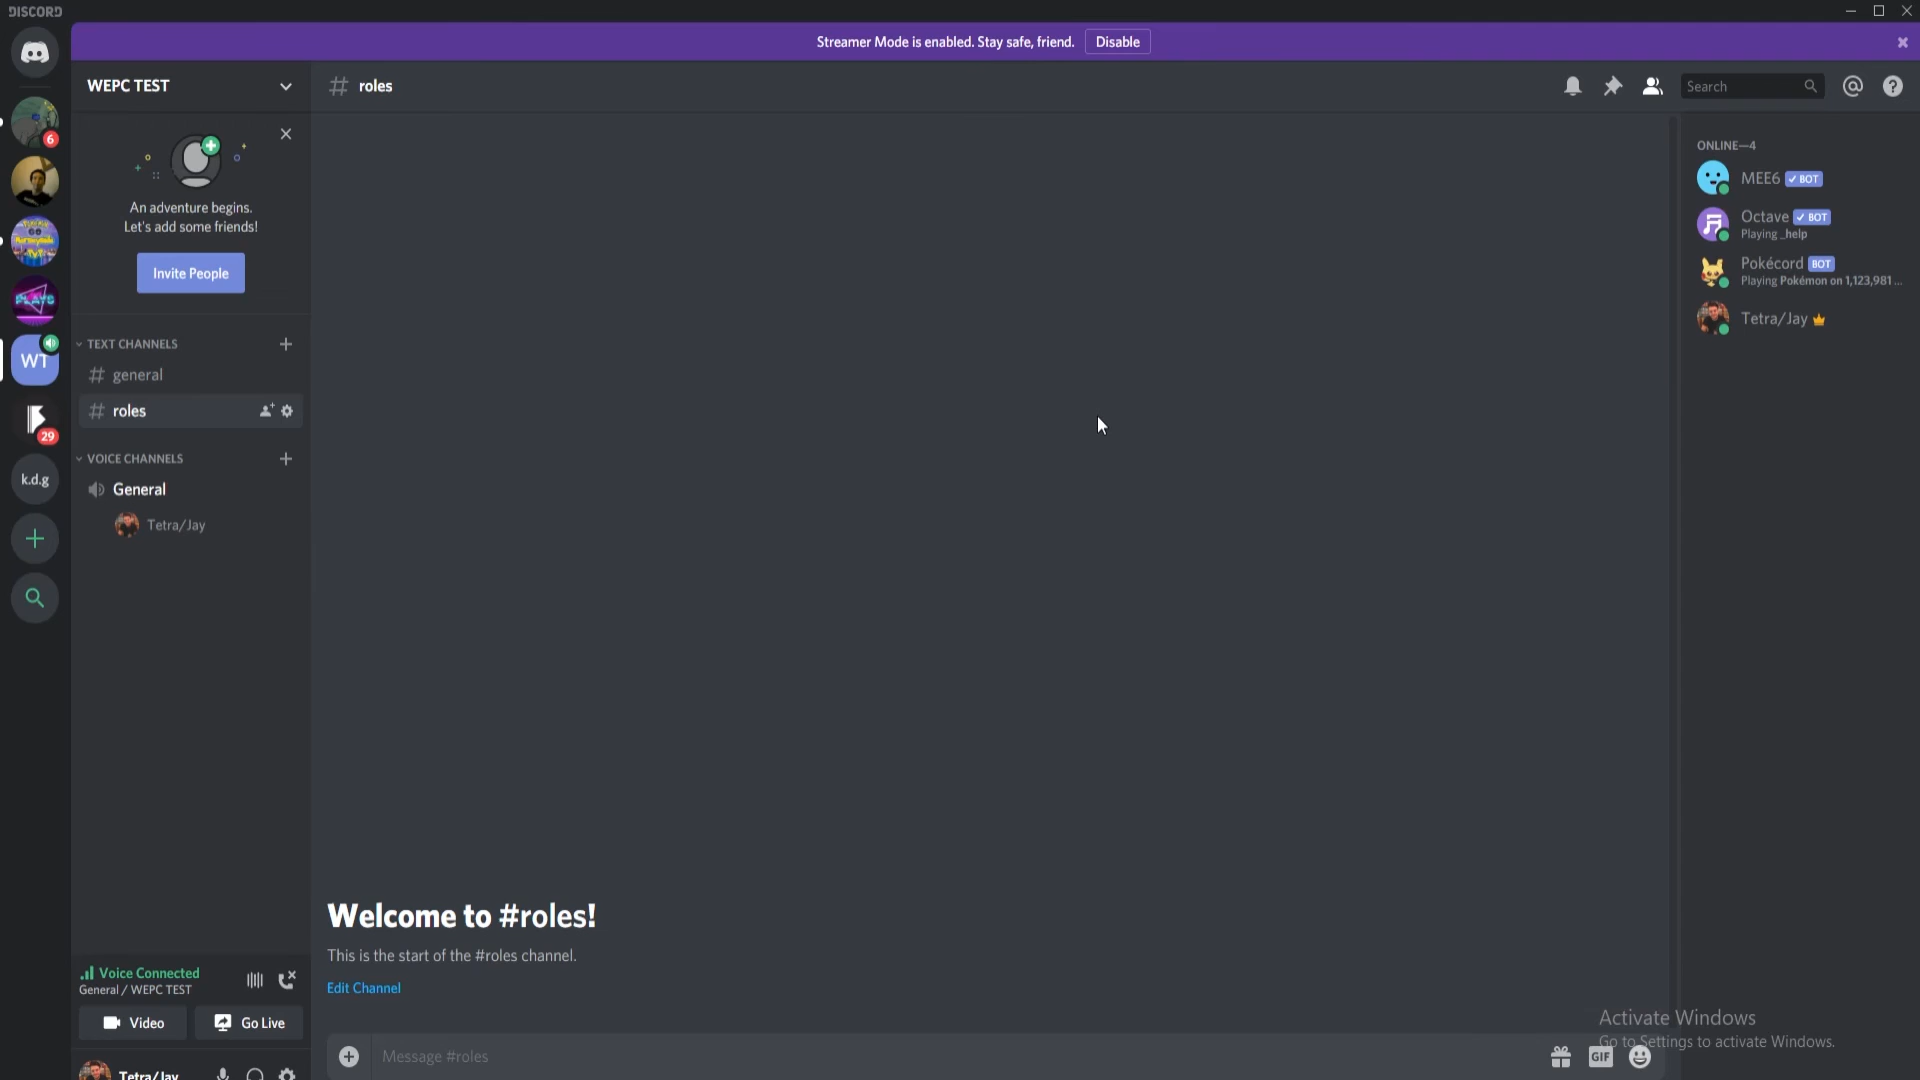 DISCORD
Streamer Mode is enabled. Stay safe, friend. Disable
WEPC TEST
roles
Search
6
An adventure begins.
Let's add some friends!
Invite People
PLAYS
WT
TEXT CHANNELS
general
roles
29
VOICE CHANNELS
General
k.d.g
Tetra/Jay
ONLINE—4
MEE6 BOT
Octave BOT
Playing _help
Pokécord BOT
Playing Pokémon on 1,123,981 ...
Tetra/Jay
Welcome to #roles!
This is the start of the #roles channel.
Edit Channel
Voice Connected
General / WEPC TEST
Video
Go Live
Tetra/Jay
Message #roles
GIF
Activate Windows
Go to Settings to activate Windows.